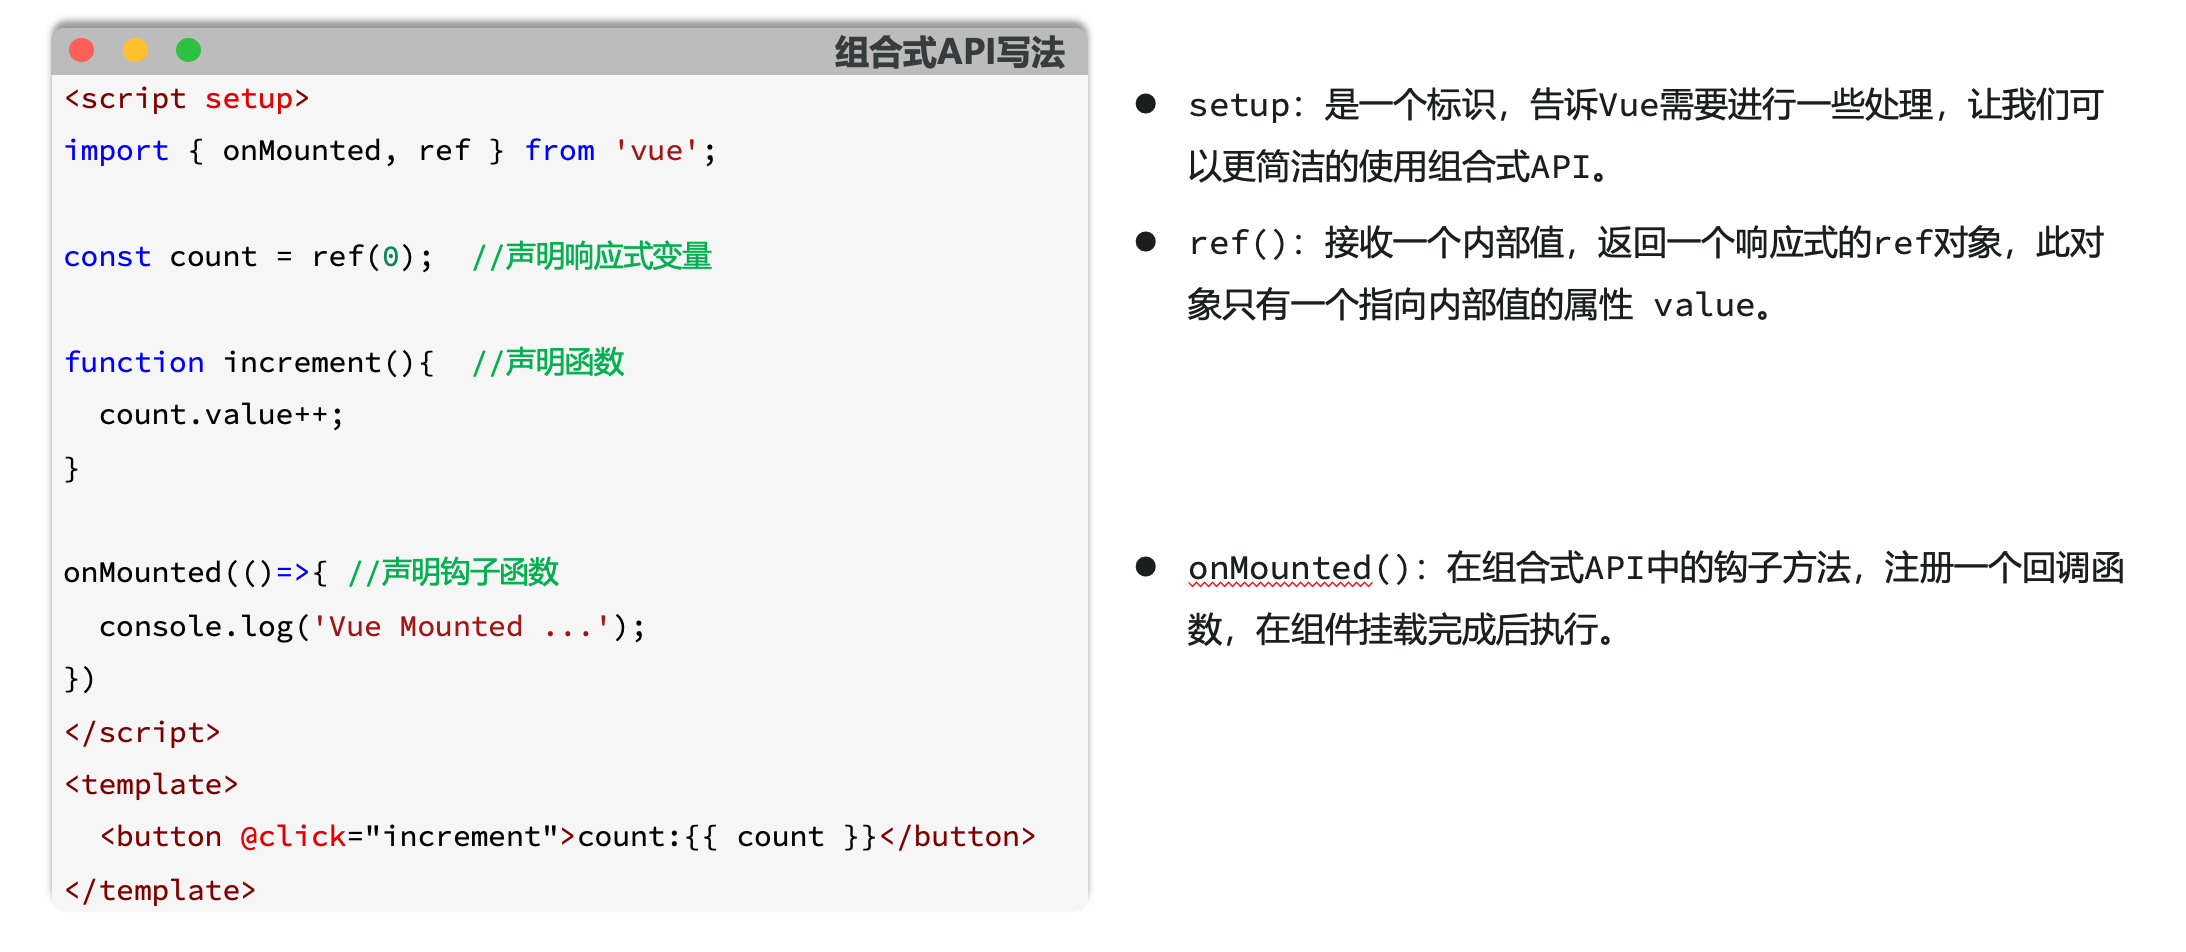 组合式API写法
<script setup>
import { onMounted, ref } from 'vue';
const count = ref(0);  //声明响应式变量
function increment(){  //声明函数
  count.value++;
}
onMounted(()=>{ //声明钩子函数
  console.log('Vue Mounted ...');
})
</script>
<template>
  <button @click="increment">count:{{ count }}</button>
</template>
● setup：是一个标识，告诉Vue需要进行一些处理，让我们可
以更简洁的使用组合式API。
● ref()：接收一个内部值，返回一个响应式的ref对象，此对
象只有一个指向内部值的属性 value。
● onMounted()：在组合式API中的钩子方法，注册一个回调函
数，在组件挂载完成后执行。